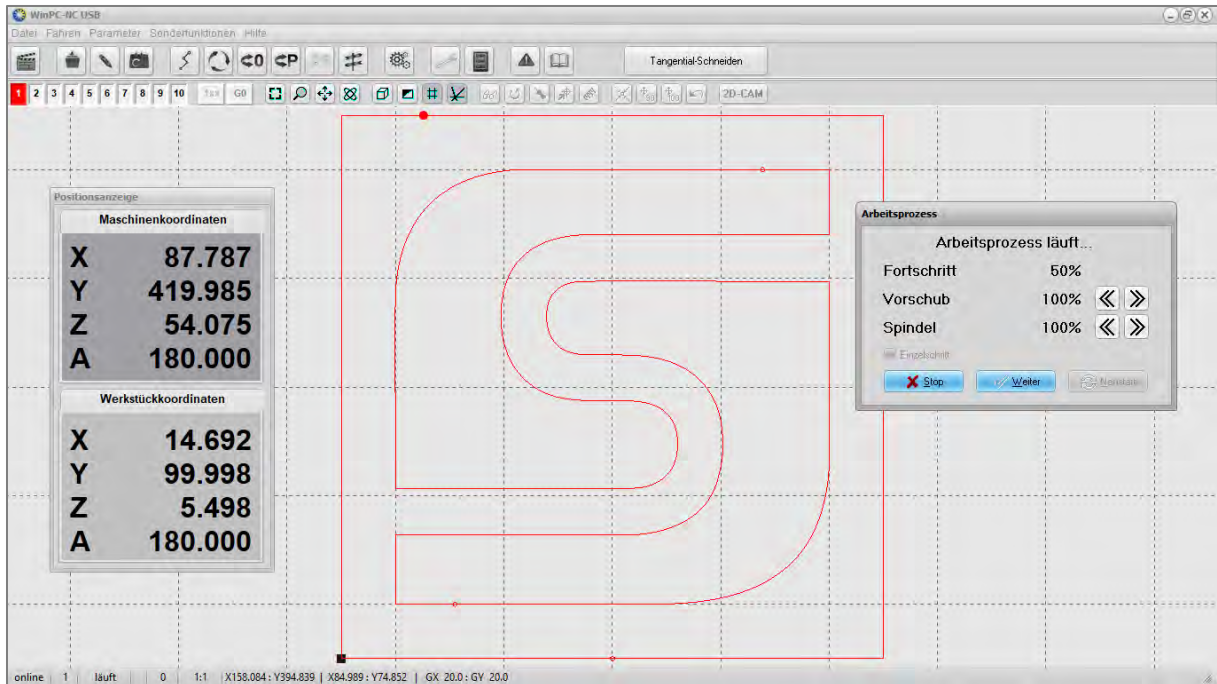 WinPC-NC USB
Datei Fahren Parameter Sonderfunktionen Hilfe
Tangential-Schneiden
1 2 3 4 5 6 7 8 9 10 G0 2D-CAM
Positionsanzeige
Maschinenkoordinaten
X 87.787
Y 419.985
Z 54.075
A 180.000
Werkstückkoordinaten
X 14.692
Y 99.998
Z 5.498
A 180.000
Arbeitsprozess
Arbeitsprozess läuft...
Fortschritt 50%
Vorschub 100%
Spindel 100%
Einzelschritt
Stop Weiter
online 1 läuft 0 1:1 X158.084 : Y394.839 | X84.989 : Y74.852 | GX 20.0 : GY 20.0